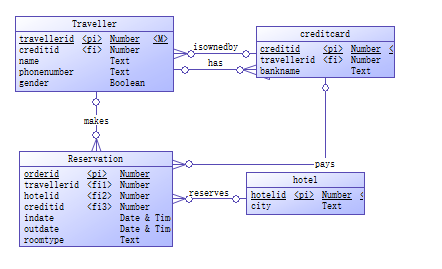 Traveller
travellerid <pi> Number <M>
creditid <fi> Number
name Text
phonenumber Text
gender Boolean
isownedby
has
creditcard
creditid <pi> Number <
travellerid <fi> Number
bankname Text
makes
Reservation
orderid <pi> Number
travellerid <fi1> Number
hotelid <fi2> Number
creditid <fi3> Number
indate Date & Tim
outdate Date & Tim
roomtype Text
pays
reserves
hotel
hotelid <pi> Number <
city Text